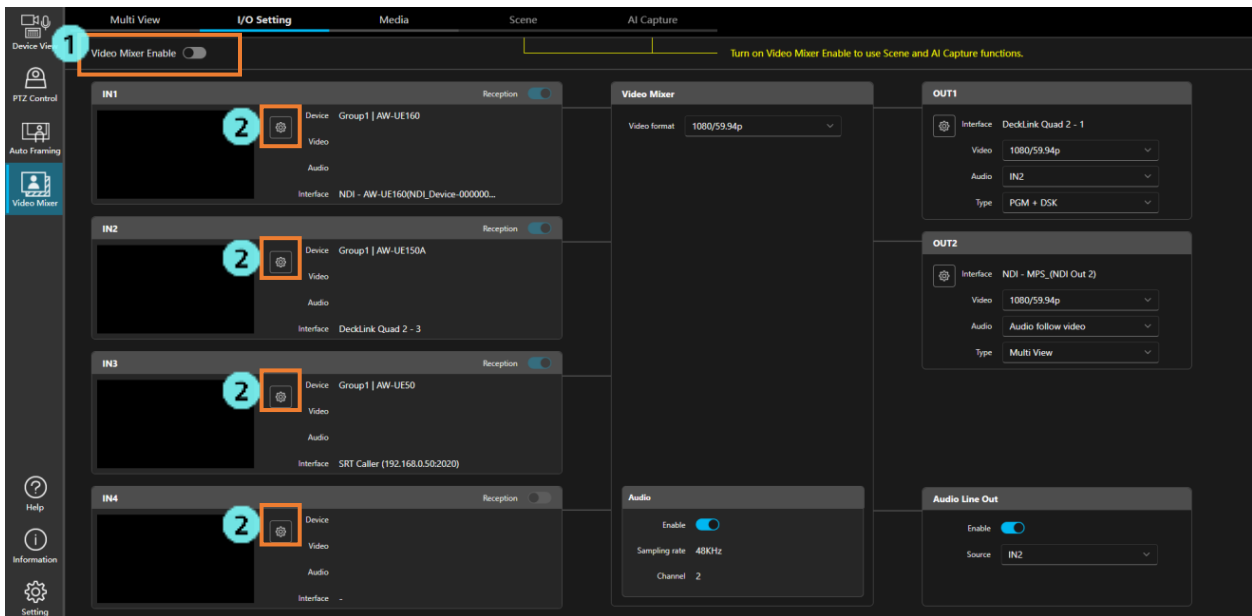 Multi View
I/O Setting
Media
Scene
AI Capture
Device View
PTZ Control
Auto Framing
Video Mixer
Help
Information
Setting
1
Video Mixer Enable
Turn on Video Mixer Enable to use Scene and AI Capture functions.
IN1
Reception
2
Device Group1 | AW-UE160
Video
Audio
Interface NDI - AW-UE160(NDI_Device-000000...
IN2
Reception
2
Device Group1 | AW-UE150A
Video
Audio
Interface DeckLink Quad 2 - 3
IN3
Reception
2
Device Group1 | AW-UE50
Video
Audio
Interface SRT Caller (192.168.0.50:2020)
IN4
Reception
2
Device
Video
Audio
Interface -
Video Mixer
Video format 1080/59.94p
Audio
Enable
Sampling rate 48KHz
Channel 2
OUT1
Interface DeckLink Quad 2 - 1
Video 1080/59.94p
Audio IN2
Type PGM + DSK
OUT2
Interface NDI - MPS_(NDI Out 2)
Video 1080/59.94p
Audio Audio follow video
Type Multi View
Audio Line Out
Enable
Source IN2